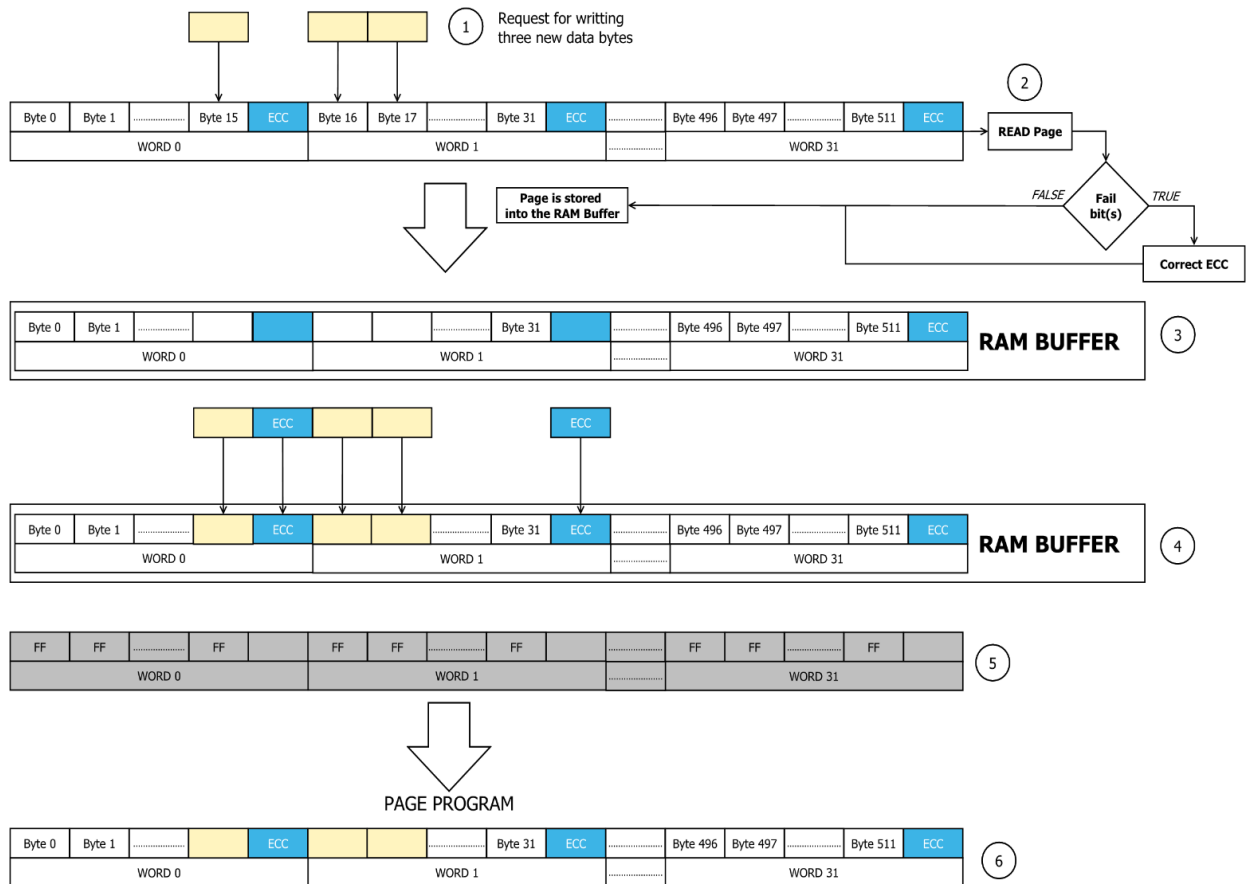 1 Request for writting
three new data bytes
2
Byte 0 Byte 1 .................. Byte 15 ECC Byte 16 Byte 17 .................. Byte 31 ECC .................. Byte 496 Byte 497 .................. Byte 511 ECC
WORD 0 WORD 1 .................. WORD 31
READ Page
Page is stored
into the RAM Buffer
FALSE
Fail
bit(s)
TRUE
Correct ECC
Byte 0 Byte 1 .................. Byte 31 .................. Byte 496 Byte 497 .................. Byte 511 ECC
WORD 0 WORD 1 .................. WORD 31
RAM BUFFER
3
ECC ECC
Byte 0 Byte 1 .................. ECC .................. Byte 31 ECC .................. Byte 496 Byte 497 .................. Byte 511 ECC
WORD 0 WORD 1 .................. WORD 31
RAM BUFFER
4
FF FF .................. FF FF FF .................. FF .................. FF FF .................. FF
WORD 0 WORD 1 .................. WORD 31
5
PAGE PROGRAM
Byte 0 Byte 1 .................. ECC .................. Byte 31 ECC .................. Byte 496 Byte 497 .................. Byte 511 ECC
WORD 0 WORD 1 .................. WORD 31
6